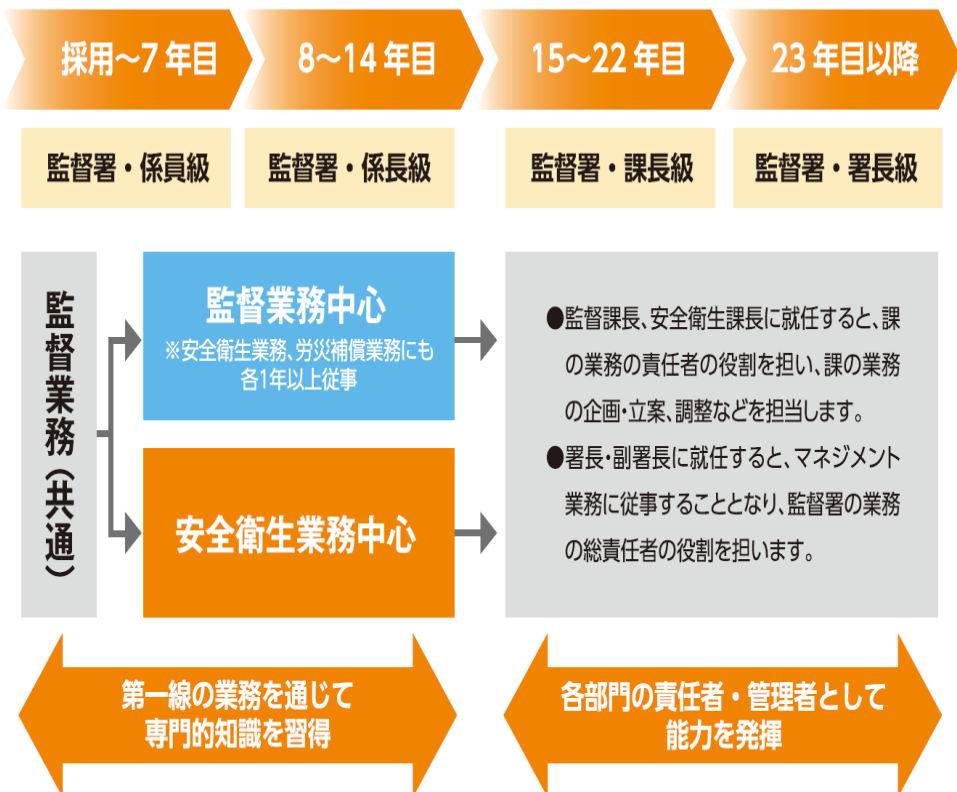 採用～7年目
8～14年目
15～22年目
23年目以降
監督署・係員級
監督署・係長級
監督署・課長級
監督署・署長級
監督業務（共通）
監督業務中心
※安全衛生業務、労災補償業務にも
各1年以上従事
安全衛生業務中心
●監督課長、安全衛生課長に就任すると、課
の業務の責任者の役割を担い、課の業務
の企画・立案、調整などを担当します。
●署長・副署長に就任すると、マネジメント
業務に従事することとなり、監督署の業務
の総責任者の役割を担います。
第一線の業務を通じて
専門的知識を習得
各部門の責任者・管理者として
能力を発揮